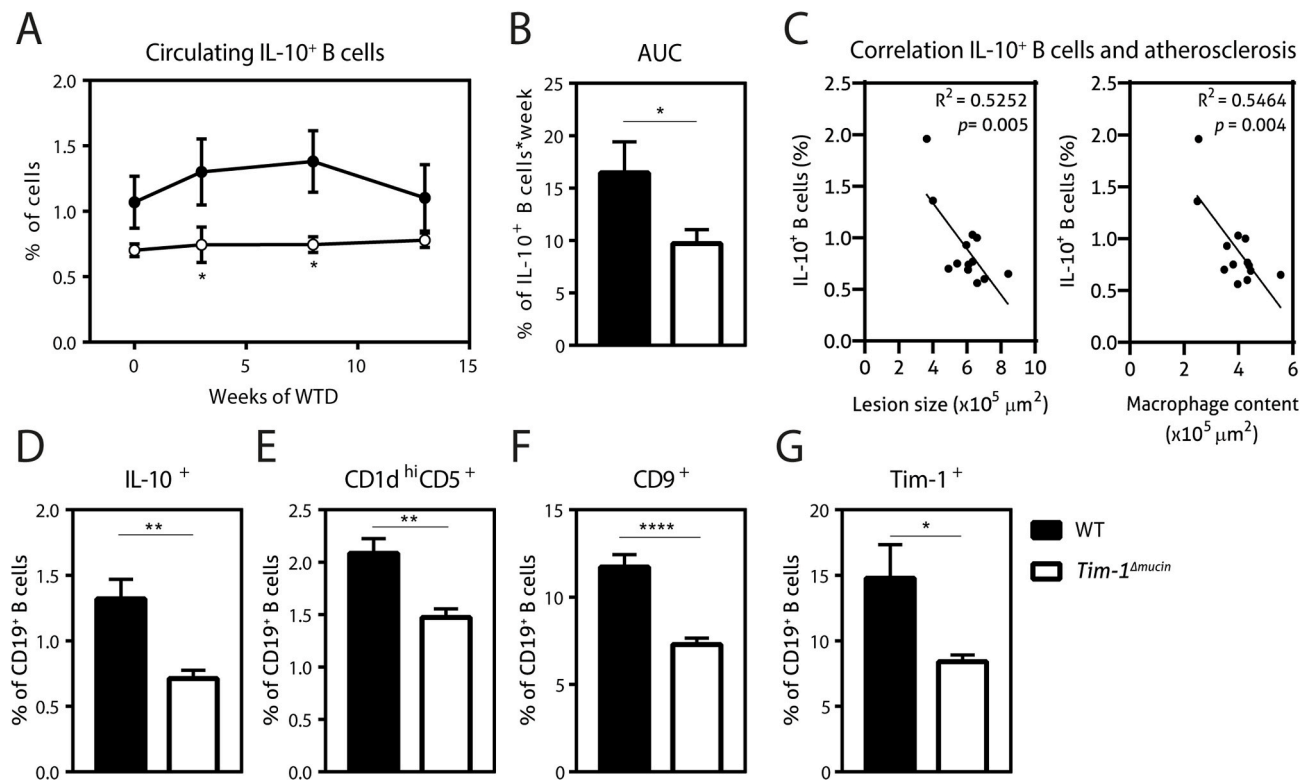 A
Circulating IL-10⁺ B cells
2.0
1.5
1.0
0.5
0.0
% of cells
* *
0 5 10 15
Weeks of WTD
B
AUC
25
20
15
10
5
0
% of IL-10⁺ B cells*week
*
C
Correlation IL-10⁺ B cells and atherosclerosis
2.5
2.0
1.5
1.0
0.5
0.0
IL-10⁺ B cells (%)
R² = 0.5252
p= 0.005
0 2 4 6 8 10
Lesion size (x10⁵ μm²)
2.5
2.0
1.5
1.0
0.5
0.0
IL-10⁺ B cells (%)
R² = 0.5464
p = 0.004
0 2 4 6
Macrophage content
(x10⁵ μm²)
D
IL-10 ⁺
2.0
1.5
1.0
0.5
0.0
% of CD19⁺ B cells
**
E
CD1d ʰⁱCD5 ⁺
2.5
2.0
1.5
1.0
0.5
0.0
% of CD19⁺ B cells
**
F
CD9 ⁺
15
10
5
0
% of CD19⁺ B cells
****
G
Tim-1 ⁺
20
15
10
5
0
% of CD19⁺ B cells
*
WT
Tim-1Δmucin